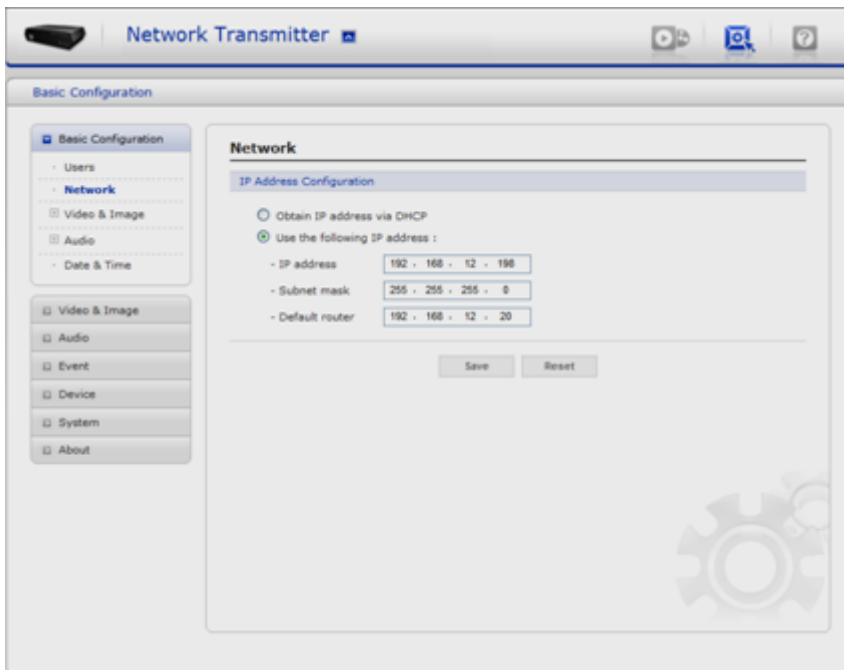 Network Transmitter
Basic Configuration
Basic Configuration
· Users
· Network
Video & Image
Audio
· Date & Time
Video & Image
Audio
Event
Device
System
About
Network
IP Address Configuration
Obtain IP address via DHCP
Use the following IP address :
- IP address 192 . 168 . 12 . 198
- Subnet mask 255 . 255 . 255 . 0
- Default router 192 . 168 . 12 . 20
Save Reset